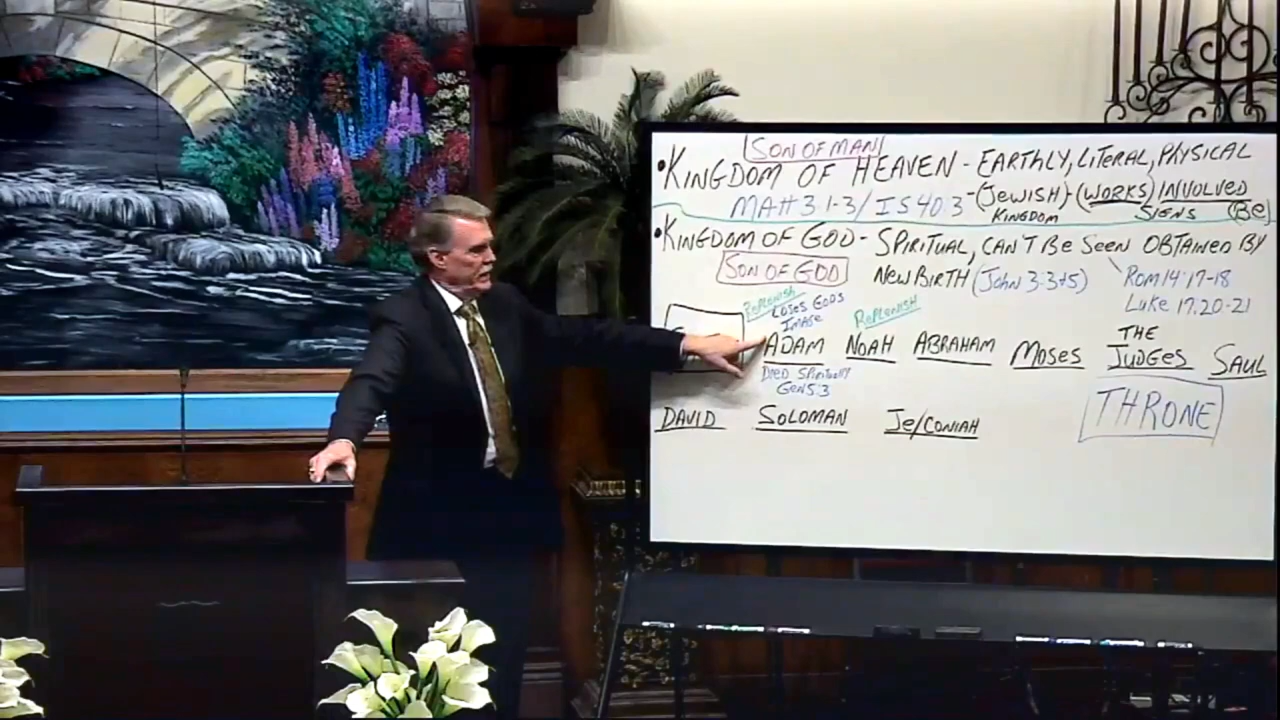 SON OF MAN
• KINGDOM OF HEAVEN - EARTHLY, LITERAL, PHYSICAL
MATT 3 1-3 / IS 40 3 - (JEWISH) - (WORKS) INVOLVED
KINGDOM SIGNS (BE)
• KINGDOM OF GOD - SPIRITUAL, CAN'T BE SEEN OBTAINED BY
SON OF GOD NEW BIRTH (John 3:3+5) Rom 14:17-18
Luke 17.20-21
REPLENISH LOSES GODS REPLENISH
IMAGE
ADAM NOAH ABRAHAM MOSES THE JUDGES SAUL
DIED SPIRITUALLY
GEN 5.3
DAVID SOLOMAN JE/CONIAH THRONE